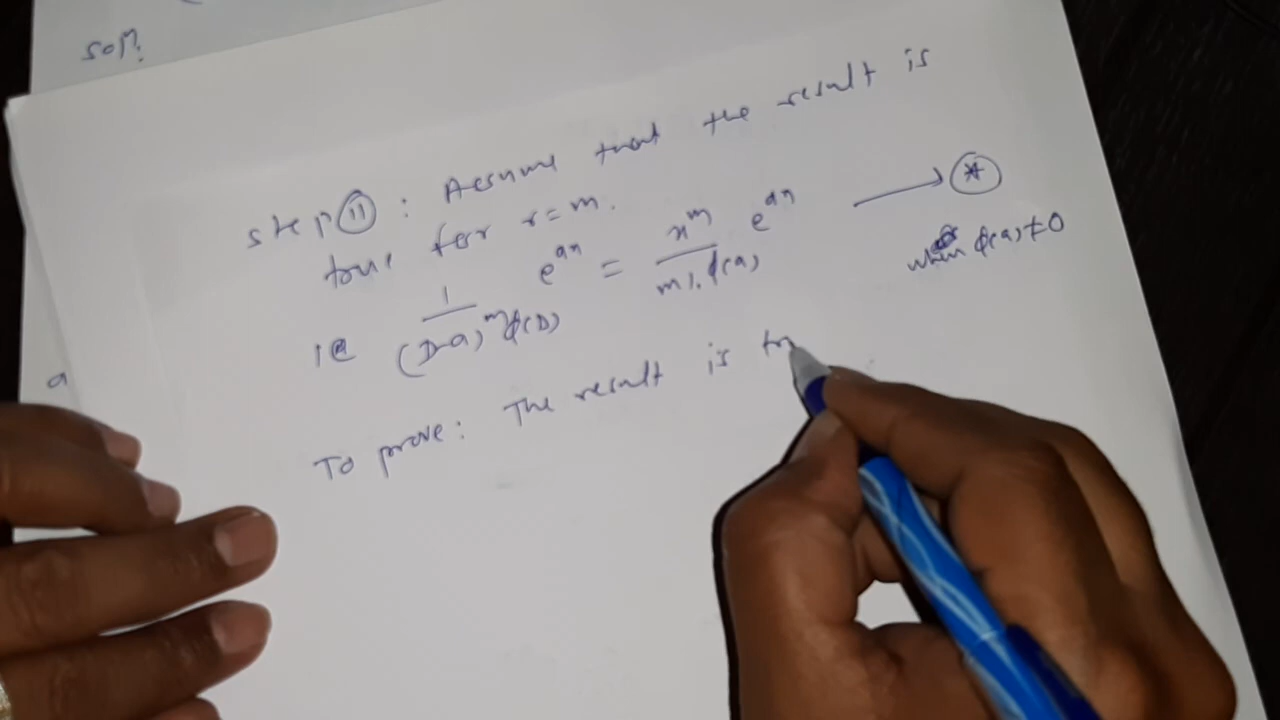 soln.
step (11) : Assume that the result is
true for r=m.
ie 1/((D-a)^m φ(D)) e^{ax} = x^m/(m!.φ(a)) e^{ax} → (*)
when φ(a)≠0
To prove: The result is tr
a